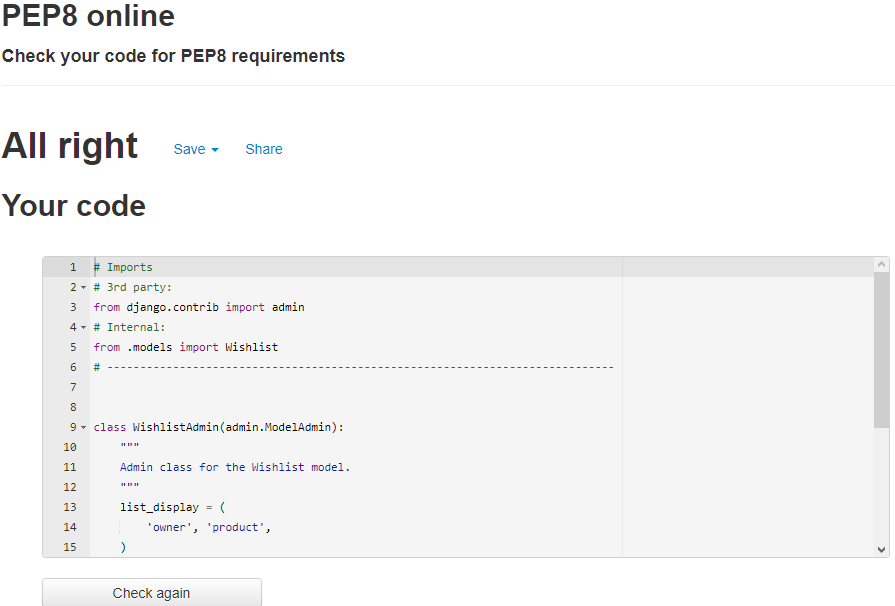 PEP8 online
Check your code for PEP8 requirements
All right Save Share
Your code
1 # Imports
2 # 3rd party:
3 from django.contrib import admin
4 # Internal:
5 from .models import Wishlist
6 # -----------------------------------------------------------------------------
7
8
9 class WishlistAdmin(admin.ModelAdmin):
10 """
11 Admin class for the Wishlist model.
12 """
13 list_display = (
14 'owner', 'product',
15 )
Check again